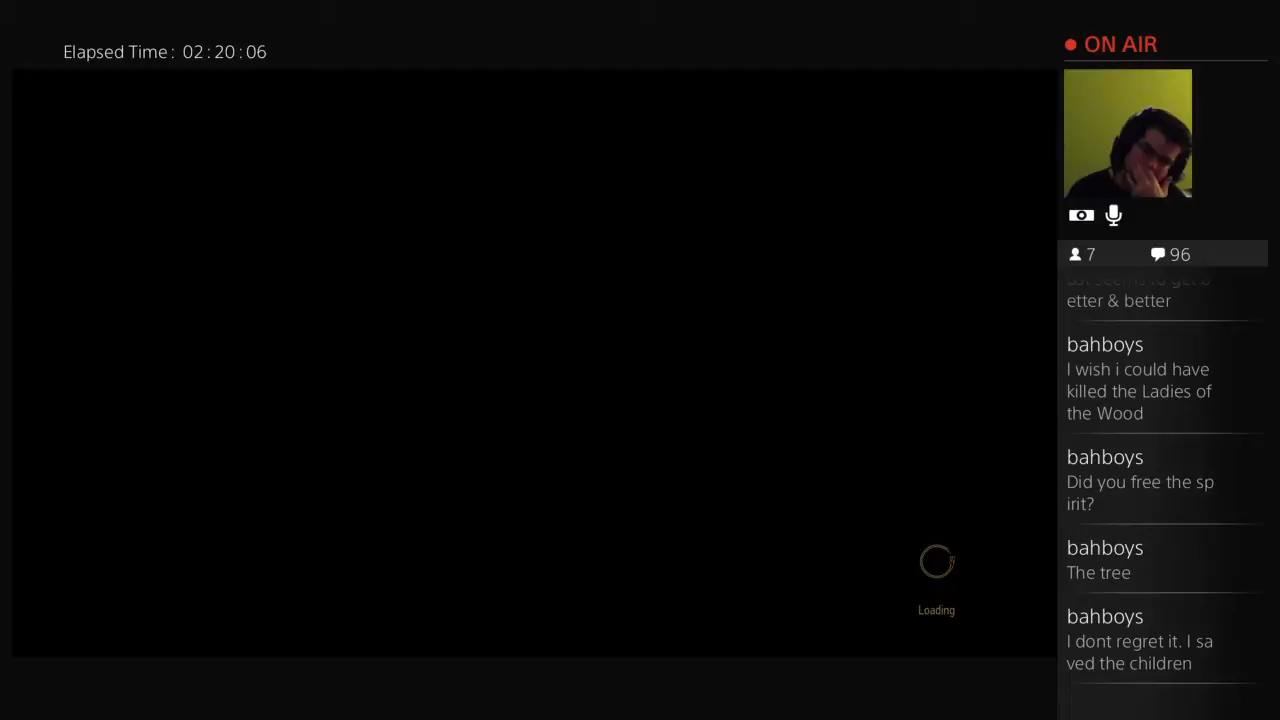 Elapsed Time: 02:20:06
ON AIR
7 96
etter & better
bahboys
I wish i could have
killed the Ladies of
the Wood
bahboys
Did you free the sp
irit?
bahboys
The tree
bahboys
I dont regret it. I sa
ved the children
Loading